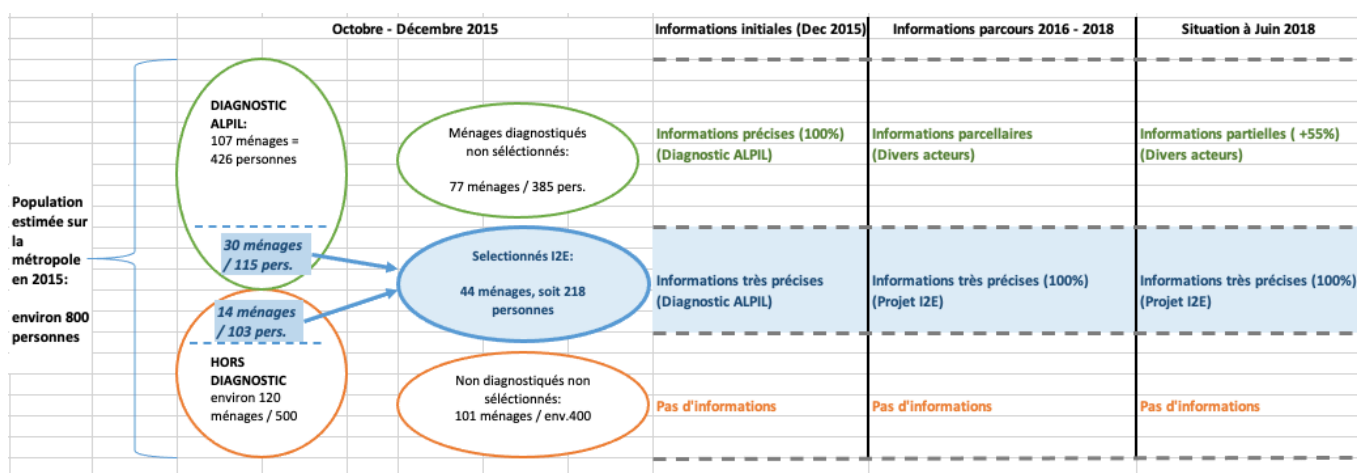 Octobre - Décembre 2015
Informations initiales (Dec 2015)
Informations parcours 2016 - 2018
Situation à Juin 2018
Population
estimée sur
la
métropole
en 2015:
environ 800
personnes
DIAGNOSTIC
ALPIL:
107 ménages =
426 personnes
30 ménages
/ 115 pers.
14 ménages
/ 103 pers.
HORS
DIAGNOSTIC
environ 120
ménages / 500
Ménages diagnostiqués
non séléctionnés:
77 ménages / 385 pers.
Selectionnés I2E:
44 ménages, soit 218
personnes
Non diagnostiqués non
séléctionnés:
101 ménages / env.400
Informations précises (100%)
(Diagnostic ALPIL)
Informations parcellaires
(Divers acteurs)
Informations partielles ( +55%)
(Divers acteurs)
Informations très précises
(Diagnostic ALPIL)
Informations très précises (100%)
(Projet I2E)
Informations très précises (100%)
(Projet I2E)
Pas d'informations
Pas d'informations
Pas d'informations